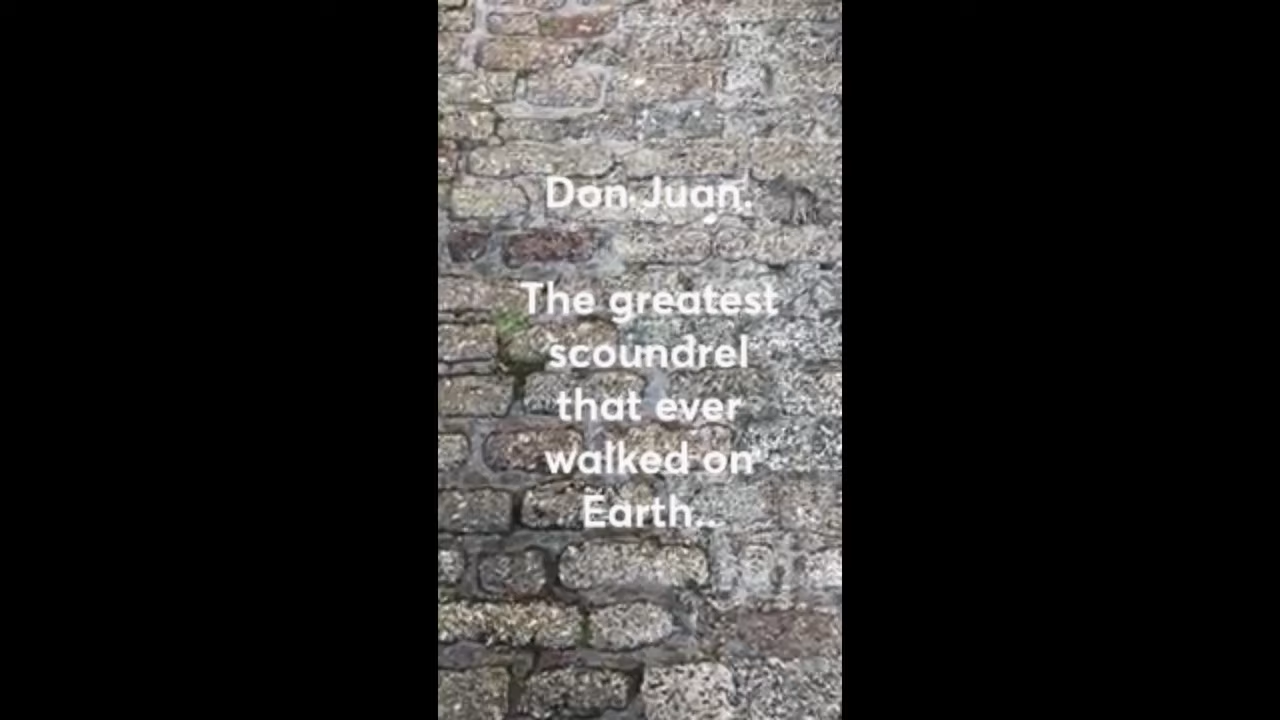 Don Juan.
The greatest
scoundrel
that ever
walked on
Earth..